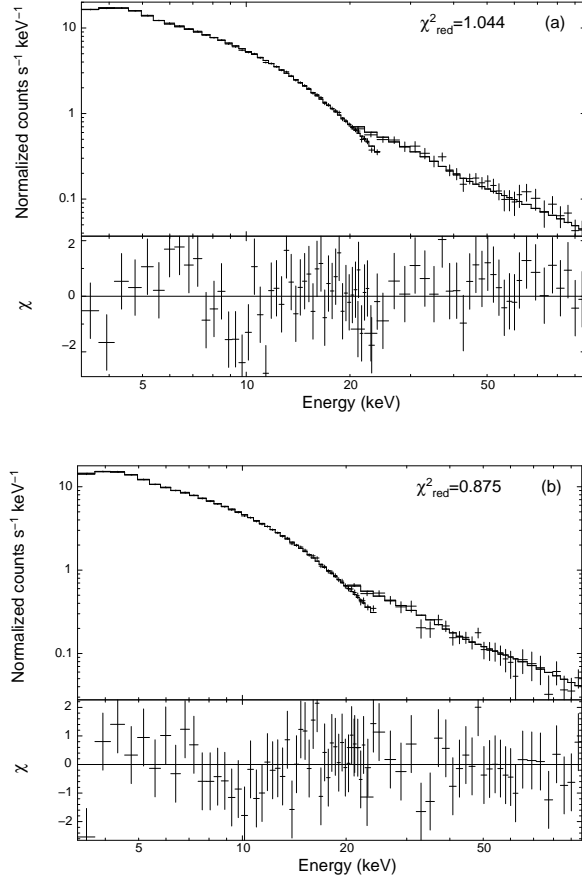 χ²red=1.044 (a)
Normalized counts s⁻¹ keV⁻¹
10
1
0.1
χ
2
0
−2
5 10 20 50
Energy (keV)
χ²red=0.875 (b)
Normalized counts s⁻¹ keV⁻¹
10
1
0.1
χ
2
1
0
−1
−2
5 10 20 50
Energy (keV)